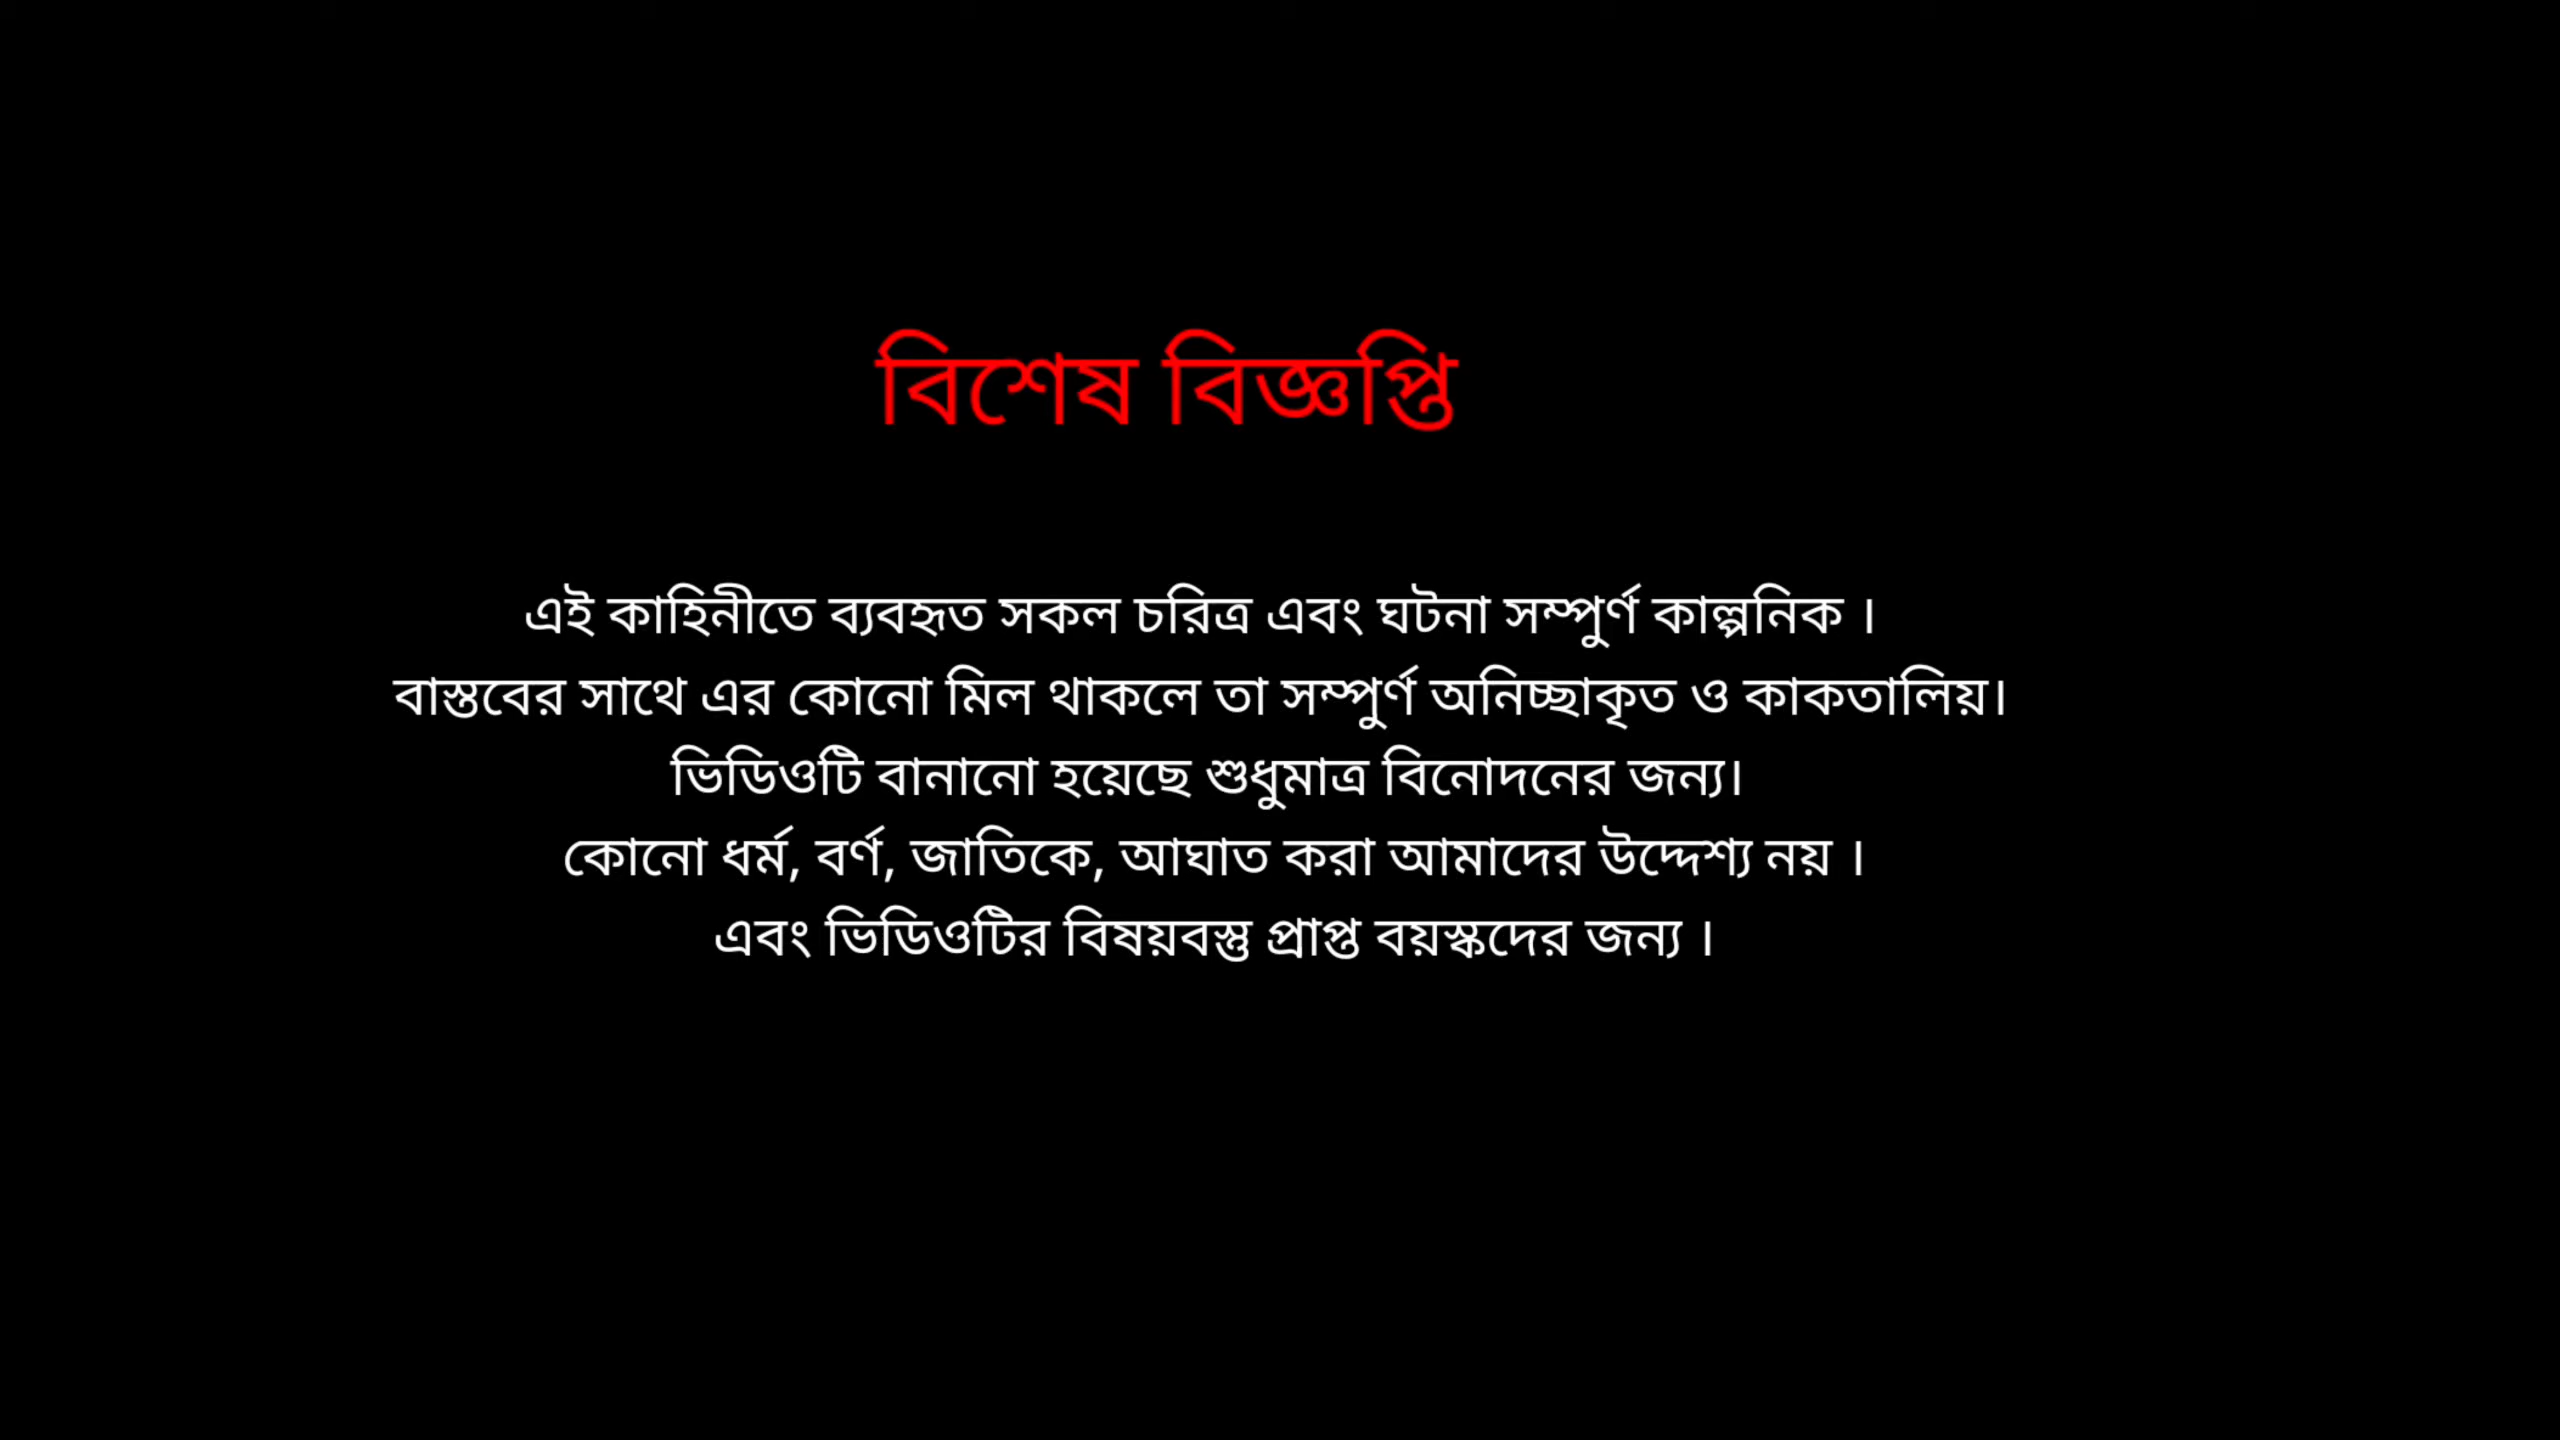 বিশেষ বিজ্ঞপ্তি
এই কাহিনীতে ব্যবহৃত সকল চরিত্র এবং ঘটনা সম্পুর্ণ কাল্পনিক ।
বাস্তবের সাথে এর কোনো মিল থাকলে তা সম্পুর্ণ অনিচ্ছাকৃত ও কাকতালিয়।
ভিডিওটি বানানো হয়েছে শুধুমাত্র বিনোদনের জন্য।
কোনো ধর্ম, বর্ণ, জাতিকে, আঘাত করা আমাদের উদ্দেশ্য নয় ।
এবং ভিডিওটির বিষয়বস্তু প্রাপ্ত বয়স্কদের জন্য ।